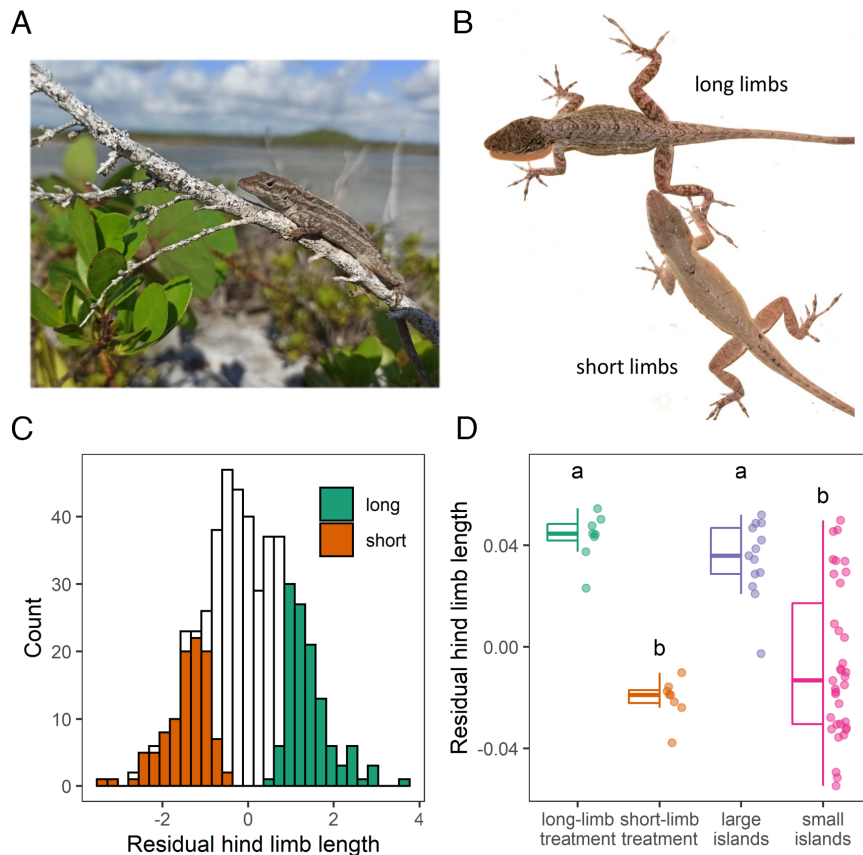 A
B
long limbs
short limbs
C
long
short
Count
40
30
20
10
0
-2
0
2
4
Residual hind limb length
D
a
b
a
b
Residual hind limb length
0.04
0.00
-0.04
long-limb
treatment
short-limb
treatment
large
islands
small
islands